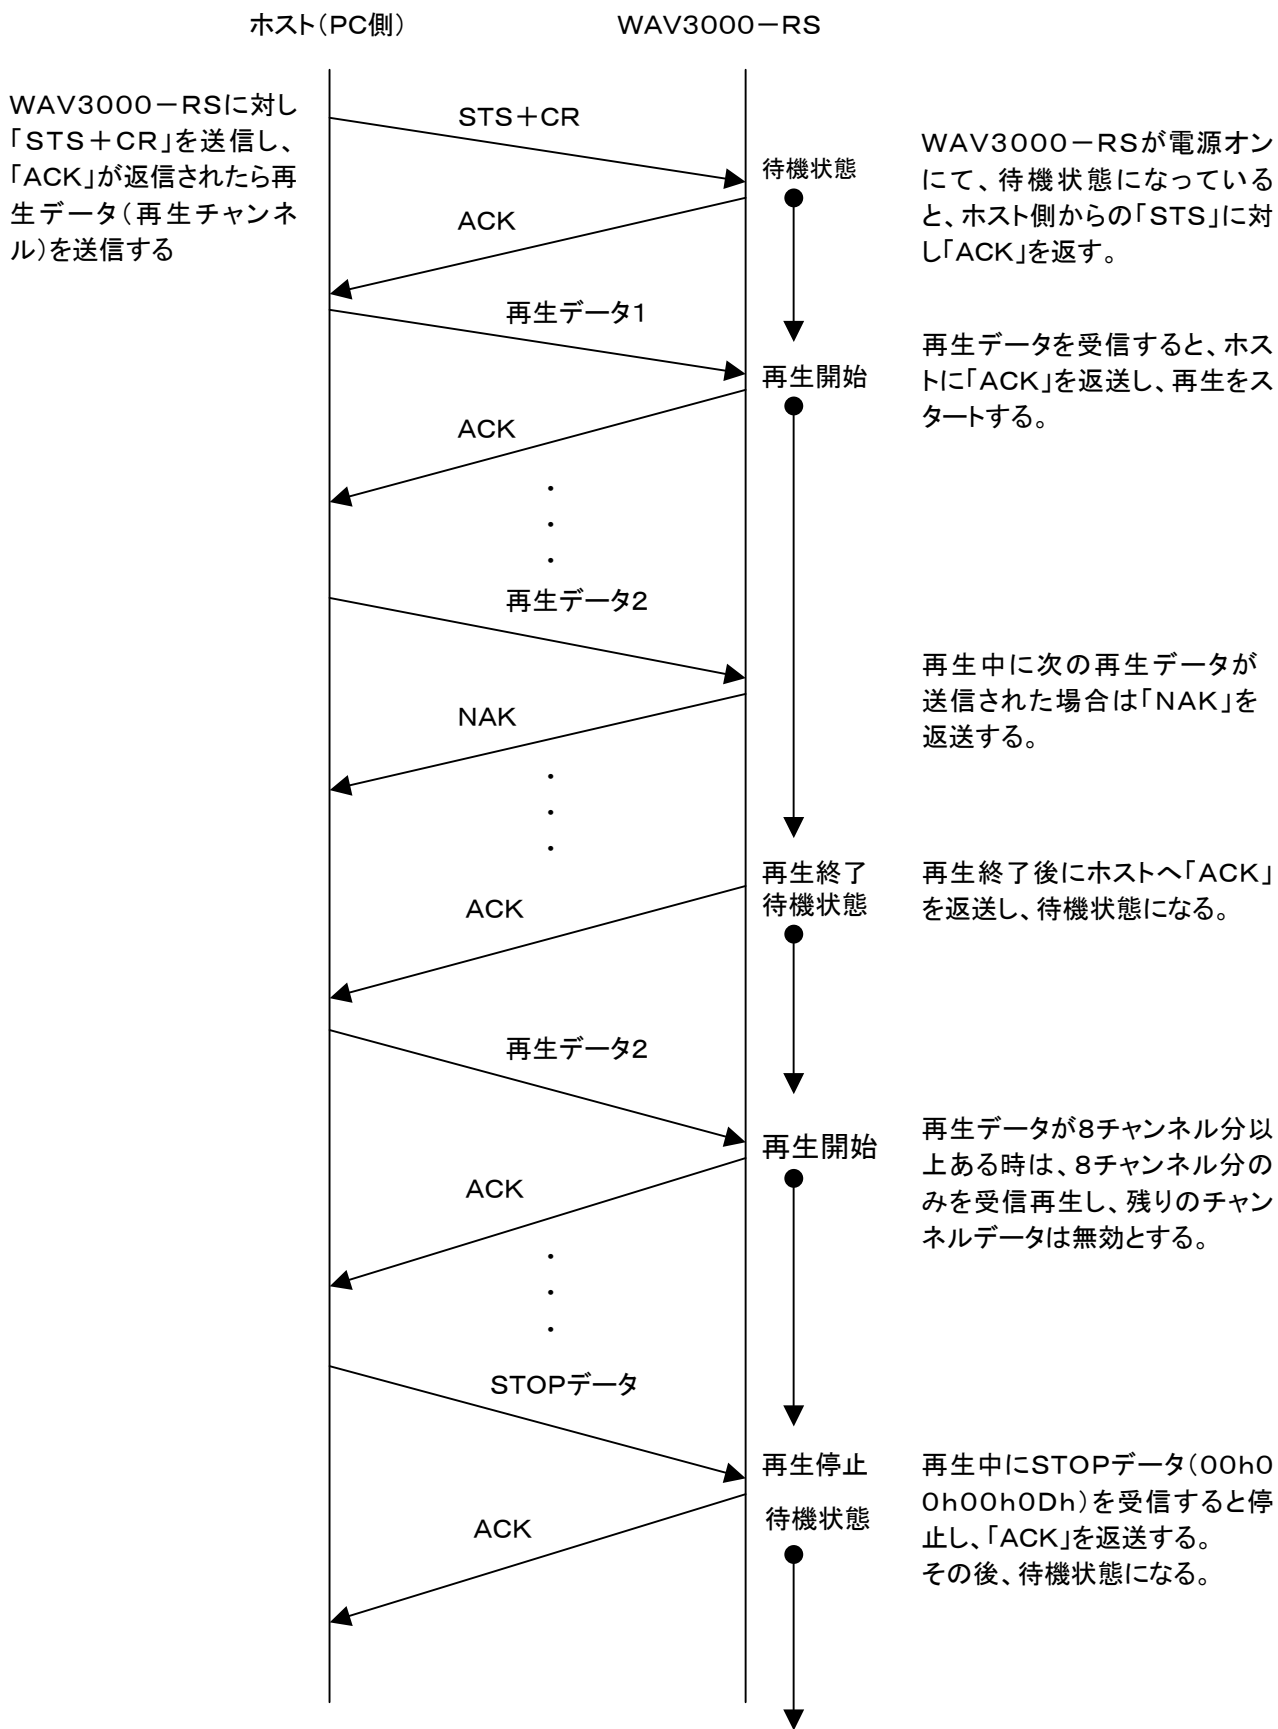 ホスト(PC側)
WAV3000－RS
WAV3000－RSに対し
「STS＋CR」を送信し、
「ACK」が返信されたら再
生データ(再生チャンネ
ル)を送信する
STS＋CR
待機状態
WAV3000－RSが電源オン
にて、待機状態になっている
と、ホスト側からの「STS」に対
し「ACK」を返す。
ACK
再生データ1
再生開始
再生データを受信すると、ホス
トに「ACK」を返送し、再生をス
タートする。
ACK
・
・
・
再生データ2
再生中に次の再生データが
送信された場合は「NAK」を
返送する。
NAK
・
・
・
再生終了
待機状態
再生終了後にホストへ「ACK」
を返送し、待機状態になる。
ACK
再生データ2
再生開始
再生データが8チャンネル分以
上ある時は、8チャンネル分の
みを受信再生し、残りのチャン
ネルデータは無効とする。
ACK
・
・
・
STOPデータ
再生停止
待機状態
再生中にSTOPデータ(00h0
0h00h0Dh)を受信すると停
止し、「ACK」を返送する。
その後、待機状態になる。
ACK